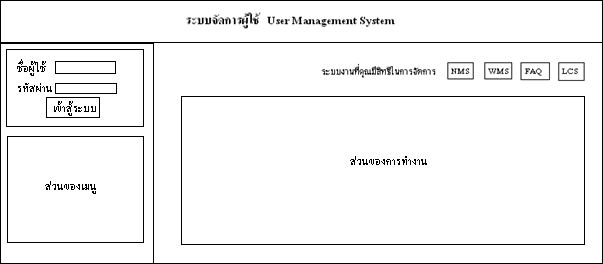 ระบบจัดการผู้ใช้ User Management System
ชื่อผู้ใช้
รหัสผ่าน
เข้าสู้ระบบ
ส่วนของเมนู
ระบบงานที่คุณมีสิทธิในการจัดการ NMS WMS FAQ LCS
ส่วนของการทำงาน